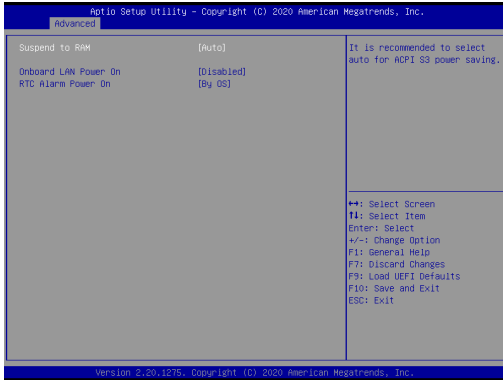 Aptio Setup Utility – Copyright (C) 2020 American Megatrends, Inc.
Advanced
Suspend to RAM [Auto]
Onboard LAN Power On [Disabled]
RTC Alarm Power On [By OS]
It is recommended to select
auto for ACPI S3 power saving.
↔: Select Screen
↑↓: Select Item
Enter: Select
+/-: Change Option
F1: General Help
F7: Discard Changes
F9: Load UEFI Defaults
F10: Save and Exit
ESC: Exit
Version 2.20.1275. Copyright (C) 2020 American Megatrends, Inc.